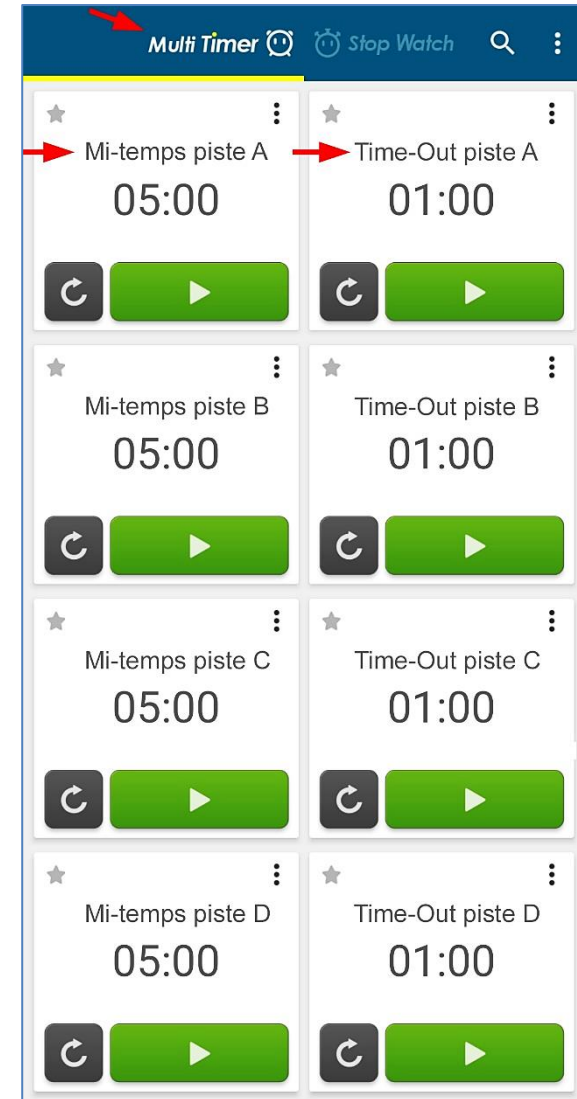 Multi Timer Stop Watch
Mi-temps piste A
05:00
Time-Out piste A
01:00
Mi-temps piste B
05:00
Time-Out piste B
01:00
Mi-temps piste C
05:00
Time-Out piste C
01:00
Mi-temps piste D
05:00
Time-Out piste D
01:00